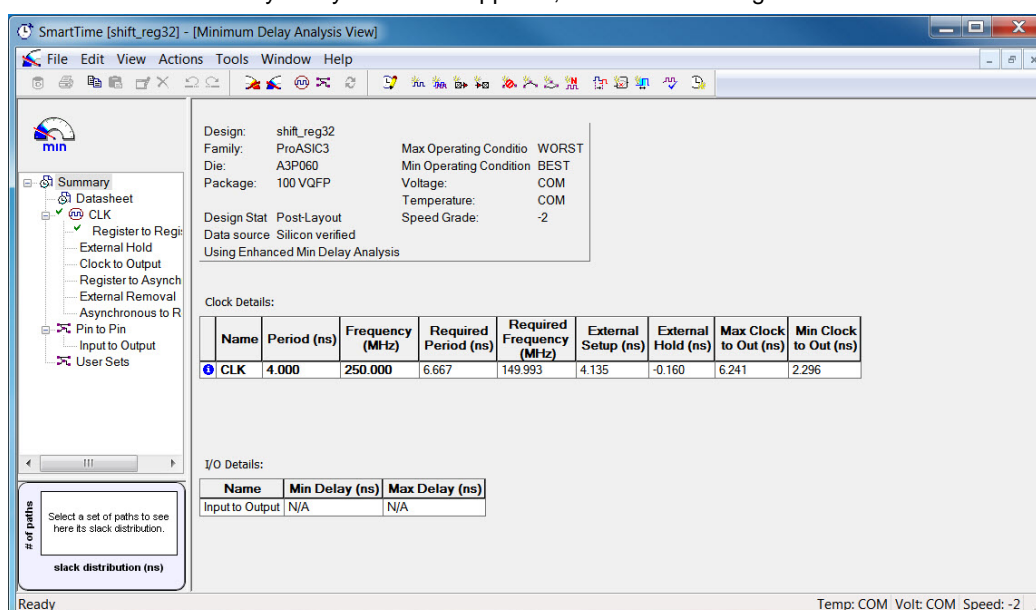 SmartTime [shift_reg32] - [Minimum Delay Analysis View]
File Edit View Actions Tools Window Help
min
Summary
Datasheet
CLK
Register to Regi
External Hold
Clock to Output
Register to Asynch
External Removal
Asynchronous to R
Pin to Pin
Input to Output
User Sets
# of paths
Select a set of paths to see
here its slack distribution.
slack distribution (ns)
Design: shift_reg32
Family: ProASIC3 Max Operating Conditio WORST
Die: A3P060 Min Operating Condition BEST
Package: 100 VQFP Voltage: COM
Temperature: COM
Design Stat Post-Layout Speed Grade: -2
Data source Silicon verified
Using Enhanced Min Delay Analysis
Clock Details:
Name Period (ns) Frequency (MHz) Required Period (ns) Required Frequency (MHz) External Setup (ns) External Hold (ns) Max Clock to Out (ns) Min Clock to Out (ns)
CLK 4.000 250.000 6.667 149.993 4.135 -0.160 6.241 2.296
I/O Details:
Name Min Delay (ns) Max Delay (ns)
Input to Output N/A N/A
Ready Temp: COM Volt: COM Speed: -2